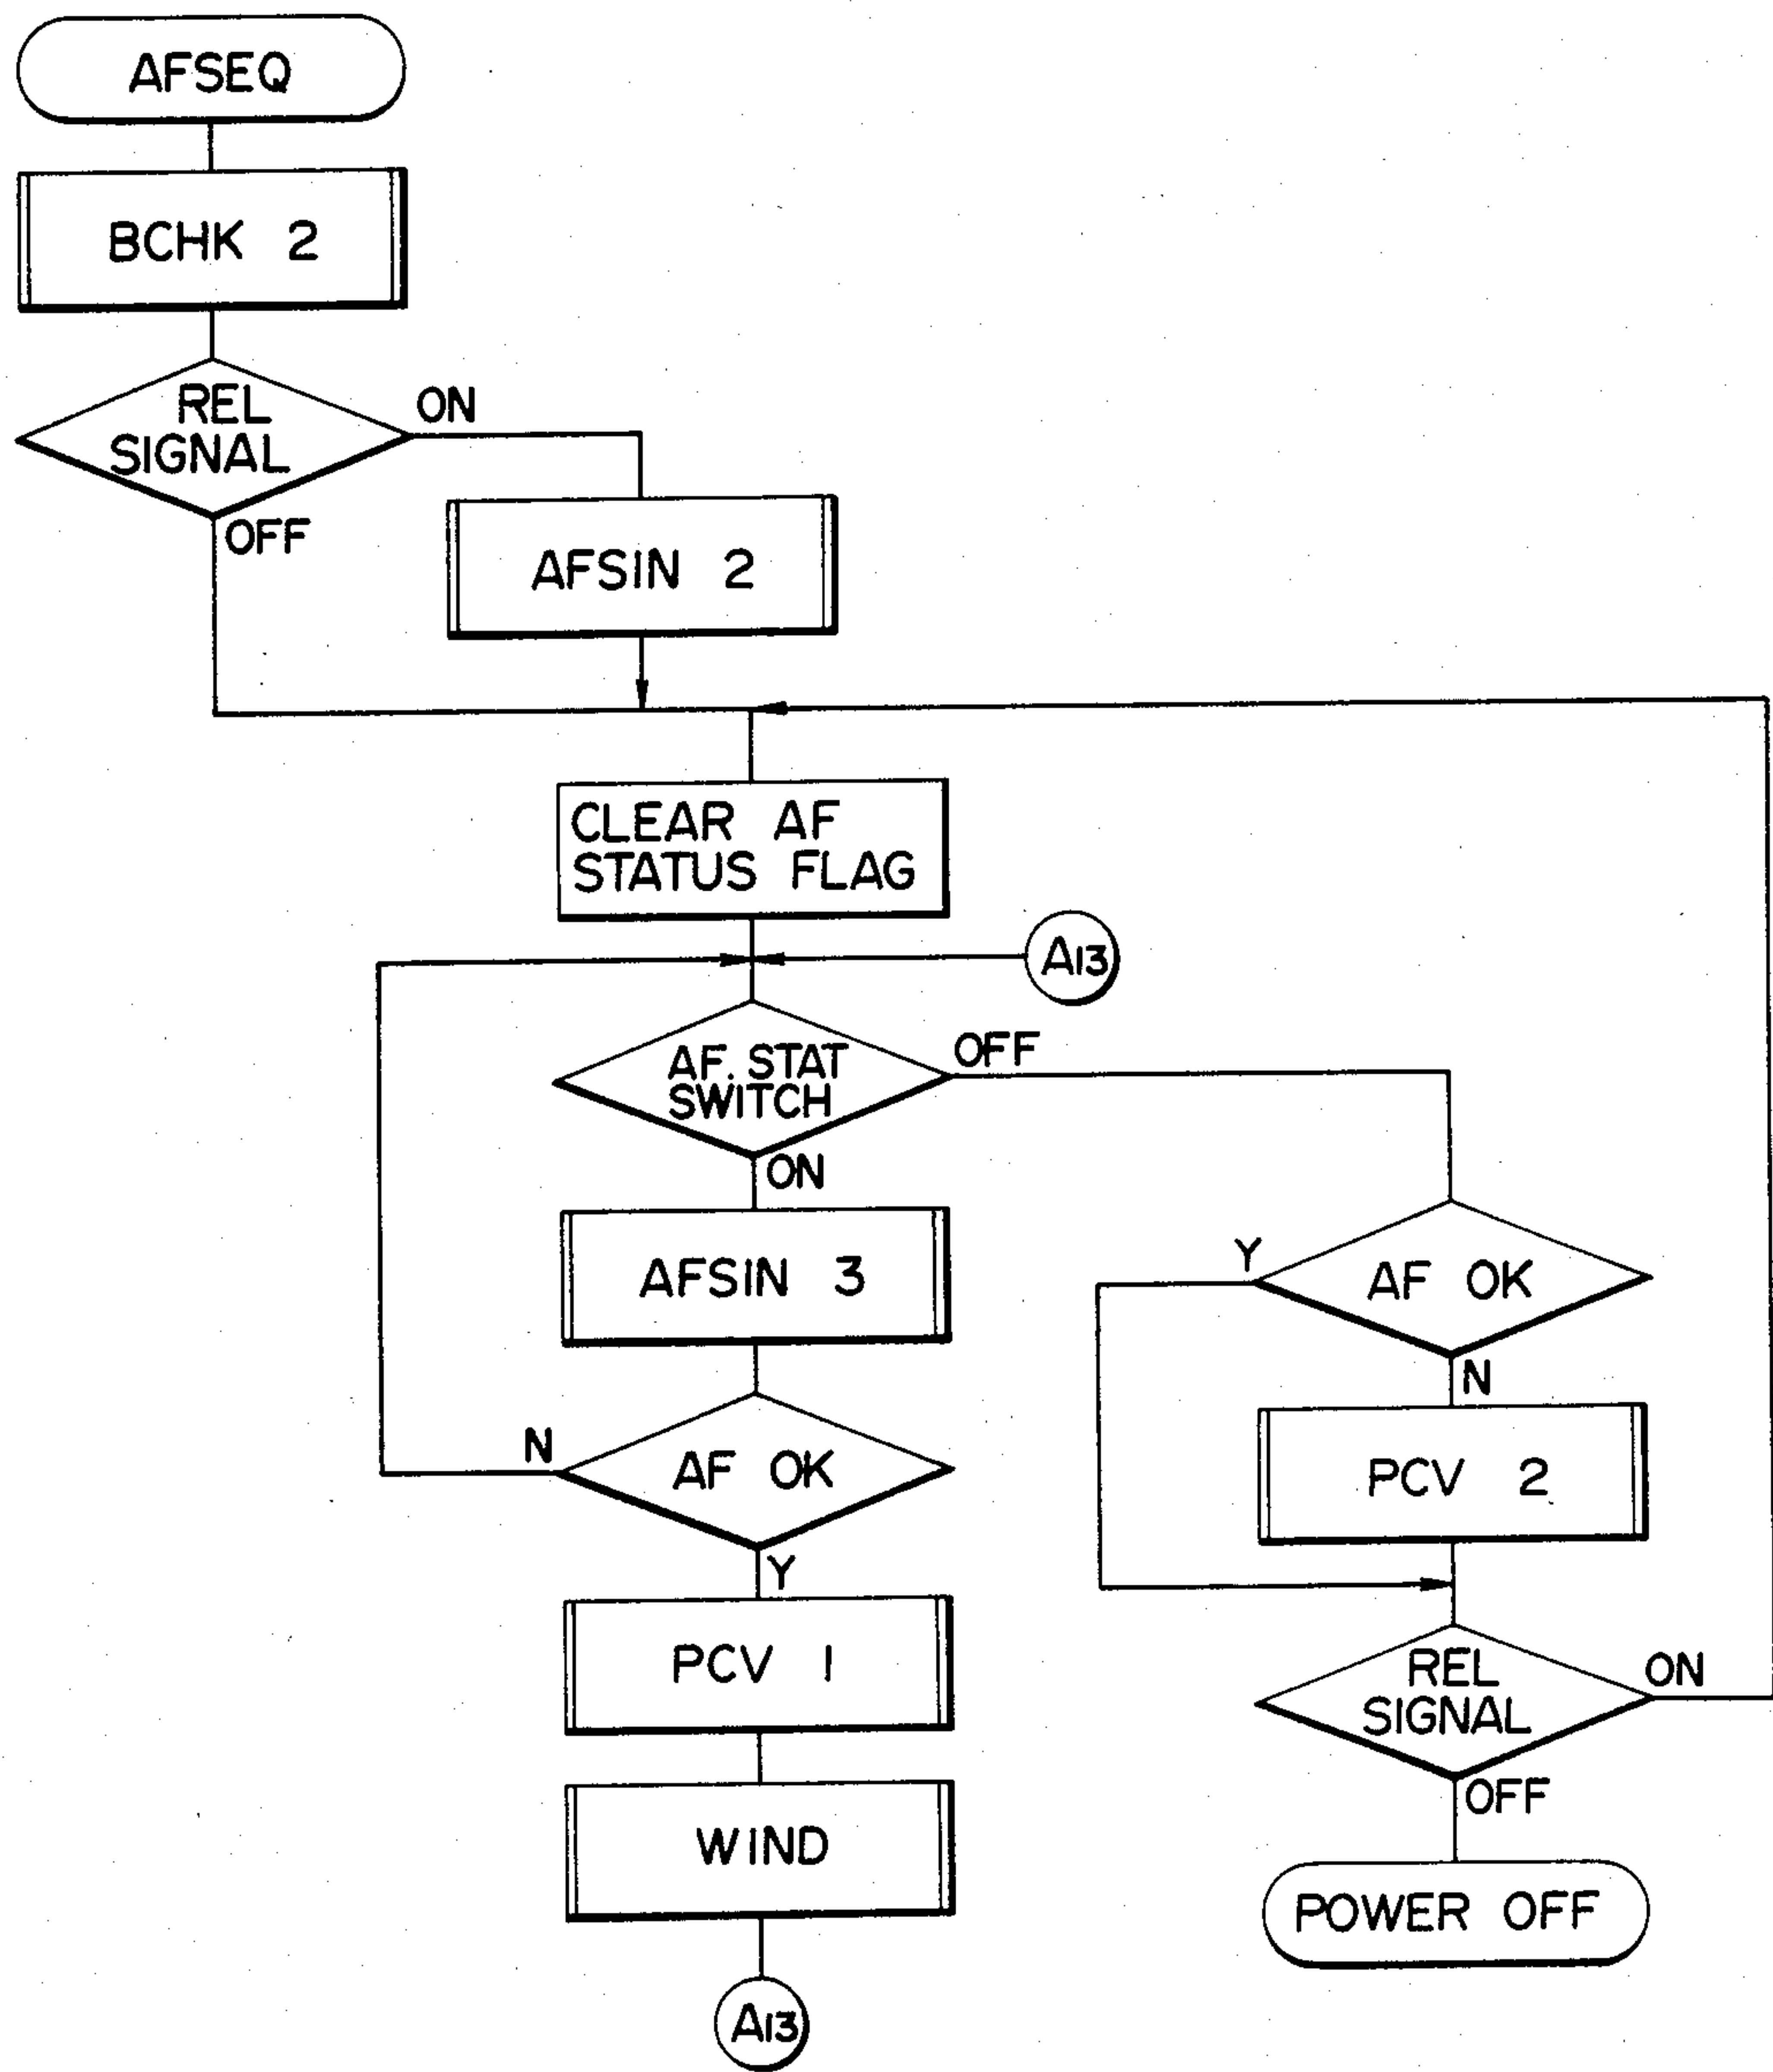 AFSEQ
BCHK 2
REL
SIGNAL
ON
OFF
AFSIN 2
CLEAR AF
STATUS FLAG
A13
AF. STAT
SWITCH
OFF
ON
AFSIN 3
Y
AF OK
N
N
AF OK
Y
PCV 2
PCV 1
REL
SIGNAL
ON
OFF
WIND
POWER OFF
A13